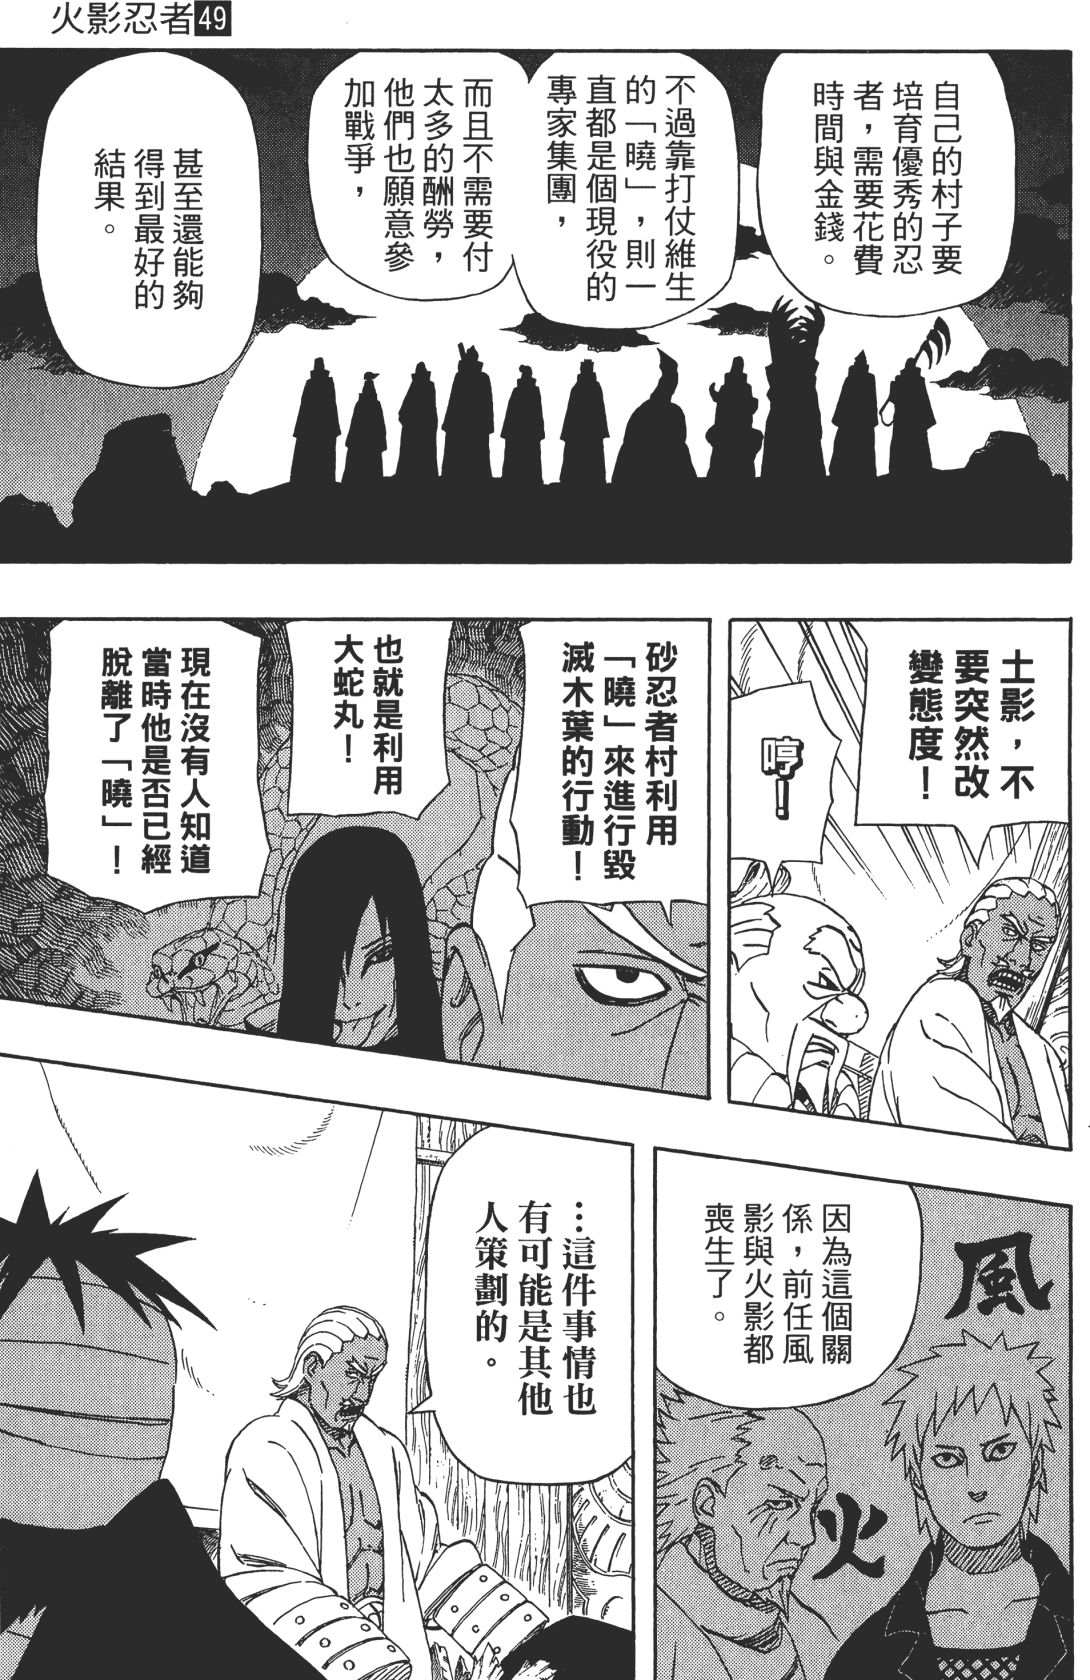 火影忍者49
自己的村子要
培育優秀的忍
者，需要花費
時間與金錢。
不過靠打仗維生
的「曉」，則一
直都是個現役的
專家集團，
而且不需要付
太多的酬勞，
他們也願意參
加戰爭，
甚至還能夠
得到最好的
結果。
土影，不
要突然改
變態度！
哼！
砂忍者村利用
「曉」來進行毀
滅木葉的行動！
也就是利用
大蛇丸！
現在沒有人知道
當時他是否已經
脫離了「曉」！
因為這個關
係，前任風
影與火影都
喪生了。
風
火
…這件事情也
有可能是其他
人策劃的。